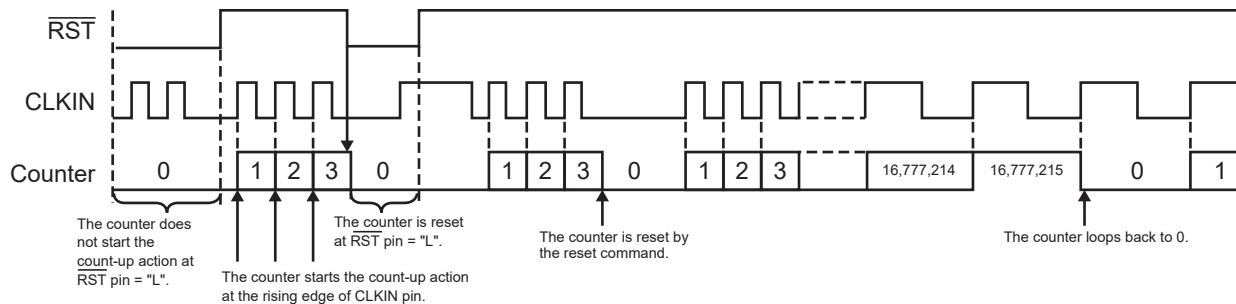 RST
CLKIN
Counter
0
1
2
3
0
1
2
3
0
1
2
3
16,777,214
16,777,215
0
1
The counter does
not start the
count-up action at
RST pin = "L".
The counter starts the count-up action
at the rising edge of CLKIN pin.
The counter is reset
at RST pin = "L".
The counter is reset by
the reset command.
The counter loops back to 0.